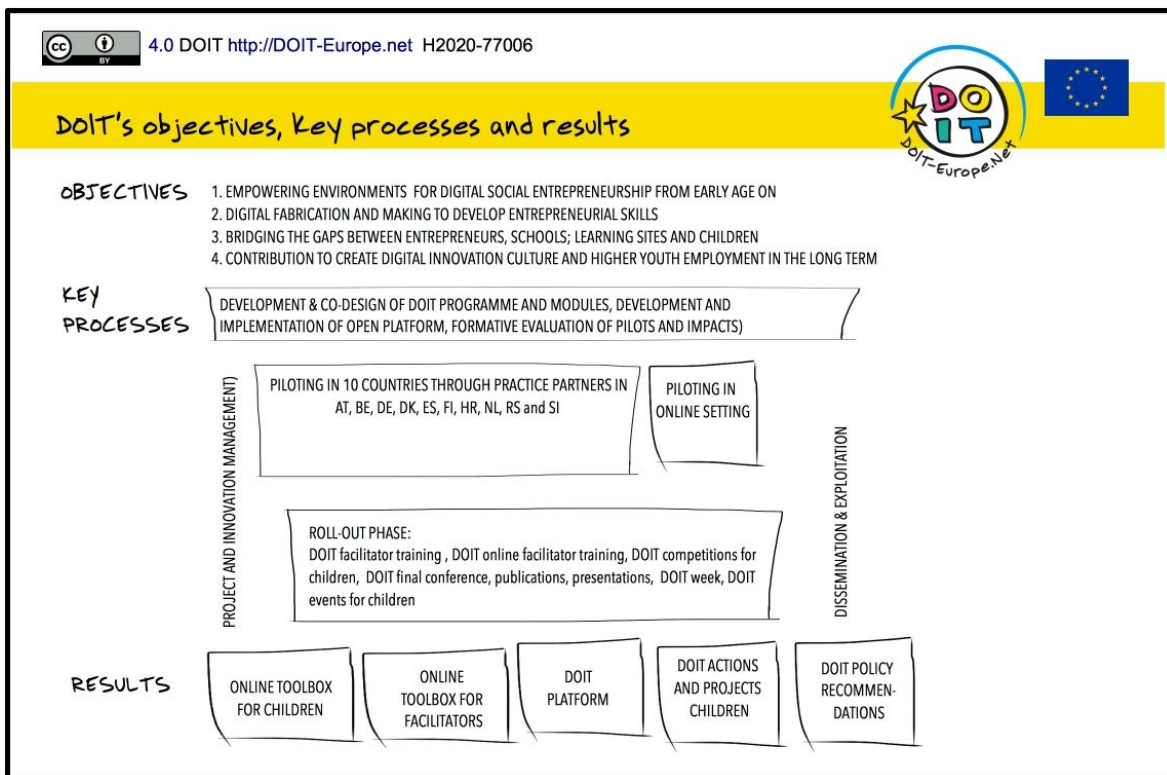 cc BY 4.0 DOIT http://DOIT-Europe.net H2020-77006
DO
IT
DOIT-Europe.Net
DOIT's objectives, Key processes and results
OBJECTIVES
1. EMPOWERING ENVIRONMENTS FOR DIGITAL SOCIAL ENTREPRENEURSHIP FROM EARLY AGE ON
2. DIGITAL FABRICATION AND MAKING TO DEVELOP ENTREPRENEURIAL SKILLS
3. BRIDGING THE GAPS BETWEEN ENTREPRENEURS, SCHOOLS; LEARNING SITES AND CHILDREN
4. CONTRIBUTION TO CREATE DIGITAL INNOVATION CULTURE AND HIGHER YOUTH EMPLOYMENT IN THE LONG TERM
KEY
PROCESSES
DEVELOPMENT & CO-DESIGN OF DOIT PROGRAMME AND MODULES, DEVELOPMENT AND
IMPLEMENTATION OF OPEN PLATFORM, FORMATIVE EVALUATION OF PILOTS AND IMPACTS)
PROJECT AND INNOVATION MANAGEMENT)
PILOTING IN 10 COUNTRIES THROUGH PRACTICE PARTNERS IN
AT, BE, DE, DK, ES, FI, HR, NL, RS and SI
PILOTING IN
ONLINE SETTING
DISSEMINATION & EXPLOITATION
ROLL-OUT PHASE:
DOIT facilitator training , DOIT online facilitator training, DOIT competitions for
children, DOIT final conference, publications, presentations, DOIT week, DOIT
events for children
RESULTS
ONLINE TOOLBOX
FOR CHILDREN
ONLINE
TOOLBOX FOR
FACILITATORS
DOIT
PLATFORM
DOIT ACTIONS
AND PROJECTS
CHILDREN
DOIT POLICY
RECOMMEN-
DATIONS